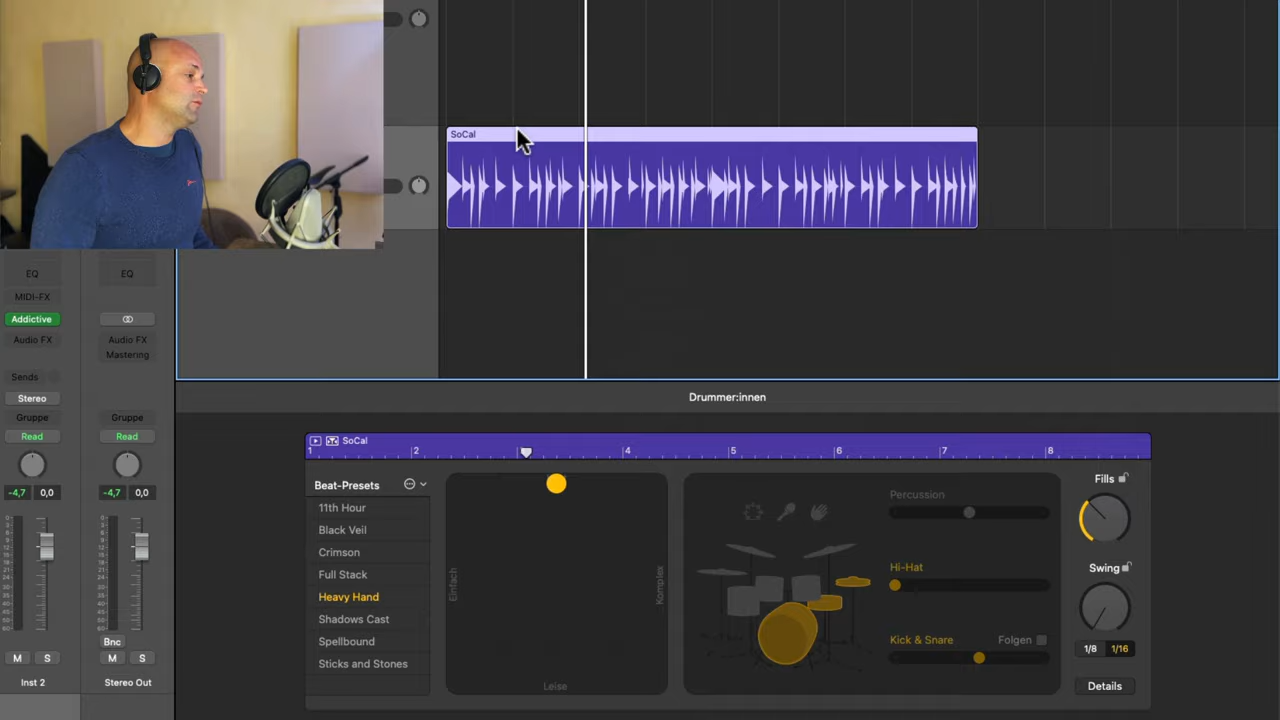 SoCal
EQ
EQ
MIDI-FX
Addictive
Audio FX
Audio FX
Mastering
Sends
Stereo
Gruppe
Gruppe
Read
Read
-4,7
0,0
-4,7
0,0
Bnc
M
S
M
S
Inst 2
Stereo Out
Drummer:innen
SoCal
1
2
4
5
6
7
8
Beat-Presets
11th Hour
Black Veil
Crimson
Full Stack
Heavy Hand
Shadows Cast
Spellbound
Sticks and Stones
Einfach
Komplex
Leise
Percussion
Hi-Hat
Kick & Snare
Folgen
Fills
Swing
1/8
1/16
Details